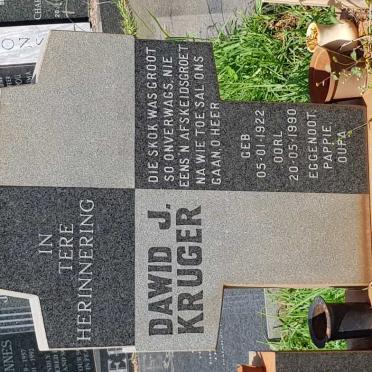 IN
TERE
HERINNERING
DAWID J.
KRUGER
DIE SKOK WAS GROOT
SO ONVERWAGS. NIE
EENS 'N AFSKEIDSGROET
NA WIE TOE SAL ONS
GAAN, O HEER
GEB
05-01-1922
OORL
20-05-1990
EGGENOOT,
PAPPIE,
OUPA